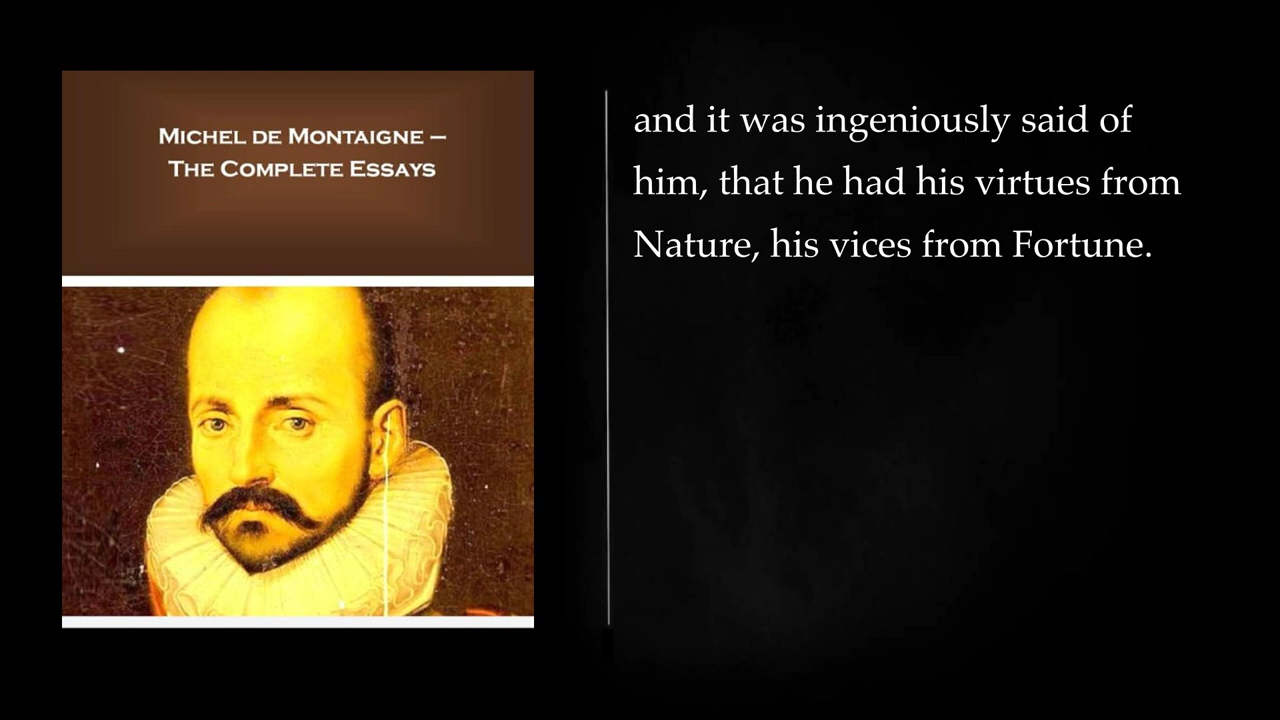 Michel de Montaigne –
The Complete Essays
and it was ingeniously said of
him, that he had his virtues from
Nature, his vices from Fortune.